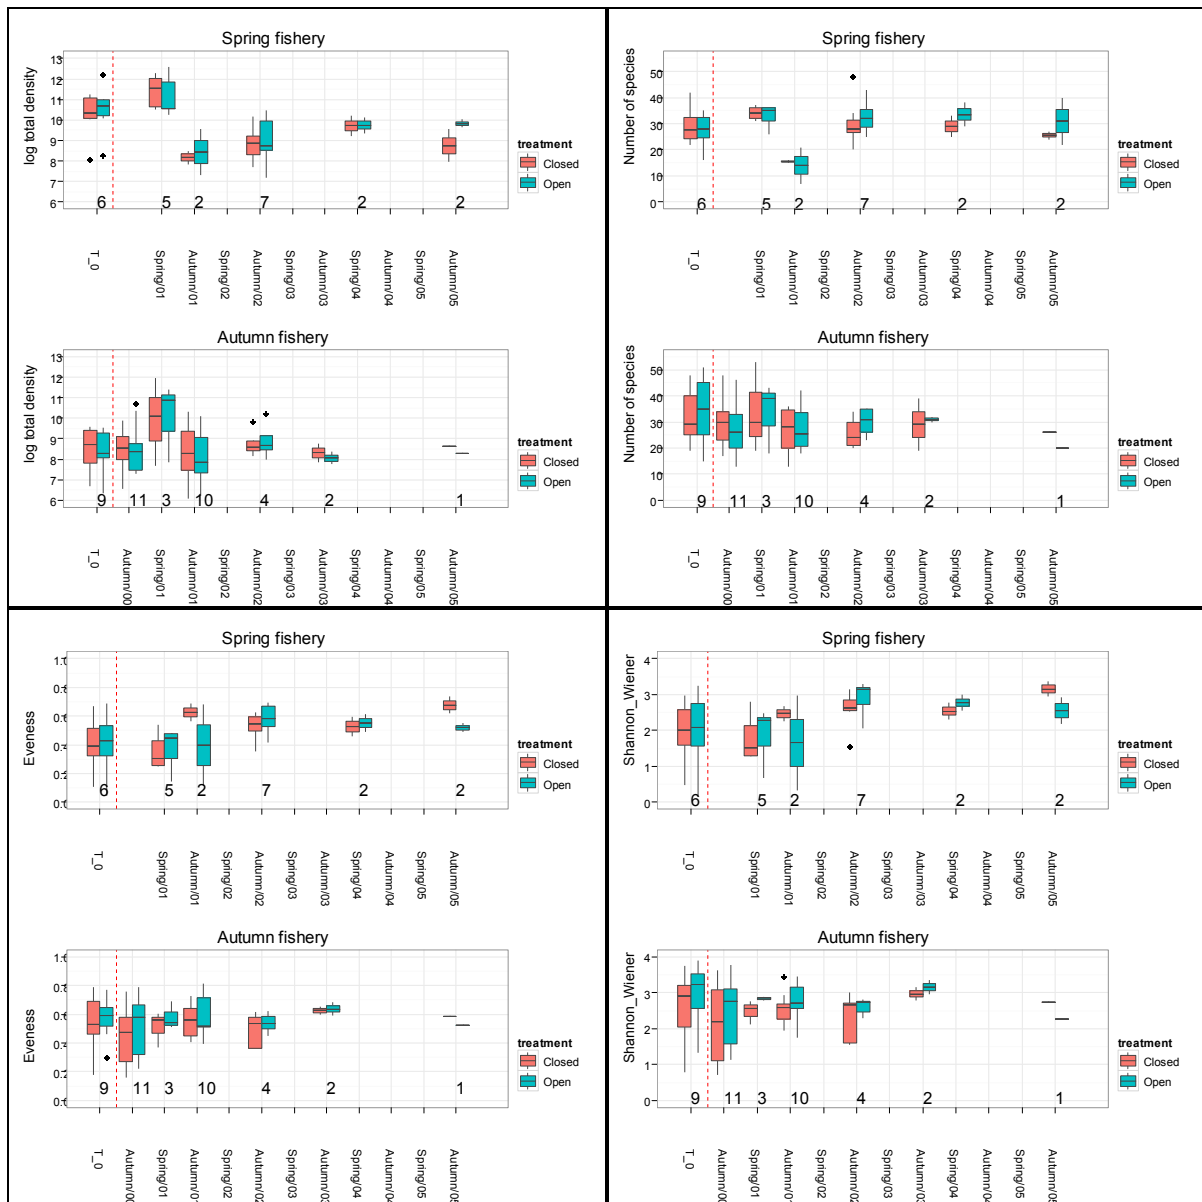 Spring fishery
log total density
13
12
11
10
9
8
7
6
6 5 2 7 2 2
T_0 Spring/01 Autumn/01 Spring/02 Autumn/02 Spring/03 Autumn/03 Spring/04 Autumn/04 Spring/05 Autumn/05
treatment
Closed
Open
Autumn fishery
log total density
13
12
11
10
9
8
7
6
9 11 3 10 4 2 1
T_0 Autumn/00 Spring/01 Autumn/01 Spring/02 Autumn/02 Spring/03 Autumn/03 Spring/04 Autumn/04 Spring/05 Autumn/05
treatment
Closed
Open
Spring fishery
Number of species
50
40
30
20
10
0
6 5 2 7 2 2
T_0 Spring/01 Autumn/01 Spring/02 Autumn/02 Spring/03 Autumn/03 Spring/04 Autumn/04 Spring/05 Autumn/05
treatment
Closed
Open
Autumn fishery
Number of species
50
40
30
20
10
0
9 11 3 10 4 2 1
T_0 Autumn/00 Spring/01 Autumn/01 Spring/02 Autumn/02 Spring/03 Autumn/03 Spring/04 Autumn/04 Spring/05 Autumn/05
treatment
Closed
Open
Spring fishery
Eveness
6 5 2 7 2 2
T_0 Spring/01 Autumn/01 Spring/02 Autumn/02 Spring/03 Autumn/03 Spring/04 Autumn/04 Spring/05 Autumn/05
treatment
Closed
Open
Autumn fishery
Eveness
9 11 3 10 4 2 1
T_0 Spring/01 Spring/02 Spring/03 Spring/04 Spring/05
treatment
Closed
Open
Spring fishery
Shannon_Wiener
4
3
2
1
0
6 5 2 7 2 2
T_0 Spring/01 Autumn/01 Spring/02 Autumn/02 Spring/03 Autumn/03 Spring/04 Autumn/04 Spring/05 Autumn/05
treatment
Closed
Open
Autumn fishery
Shannon_Wiener
4
3
2
1
0
9 11 3 10 4 2 1
T_0 Autumn/00 Spring/01 Autumn/01 Spring/02 Autumn/02 Spring/03 Autumn/03 Spring/04 Autumn/04 Spring/05 Autumn/05
treatment
Closed
Open